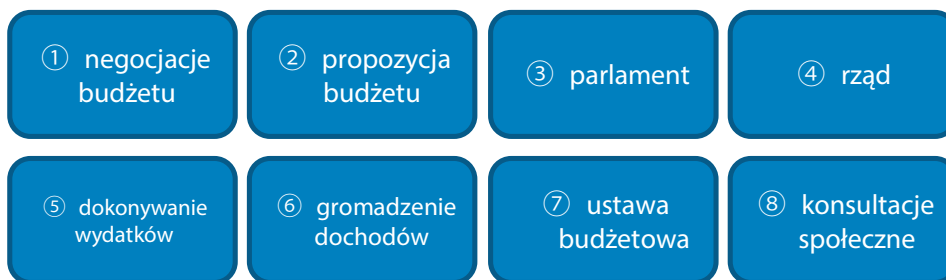 ① negocjacje
budżetu
② propozycja
budżetu
③ parlament
④ rząd
⑤ dokonywanie
wydatków
⑥ gromadzenie
dochodów
⑦ ustawa
budżetowa
⑧ konsultacje
społeczne